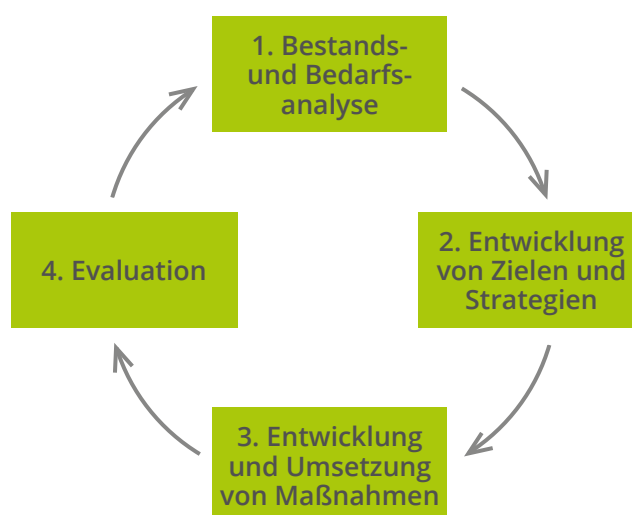 1. Bestands-
und Bedarfs-
analyse
2. Entwicklung
von Zielen und
Strategien
3. Entwicklung
und Umsetzung
von Maßnahmen
4. Evaluation